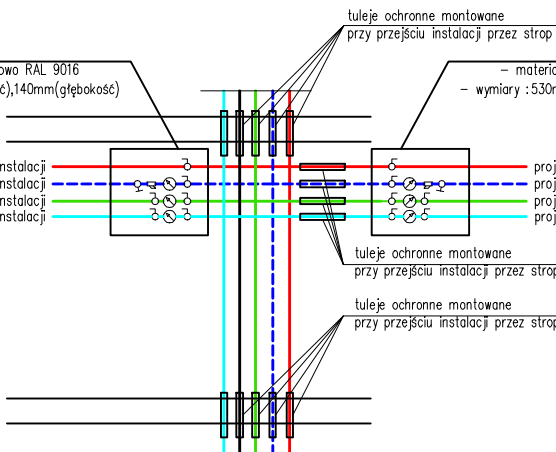 tuleje ochronne montowane
przy przejściu instalacji przez strop
owo RAL 9016
ć),140mm(głębokość)
– materia
– wymiary :530m
nstalacji
nstalacji
nstalacji
nstalacji
proj
proj
proj
proj
tuleje ochronne montowane
przy przejściu instalacji przez strop
tuleje ochronne montowane
przy przejściu instalacji przez strop